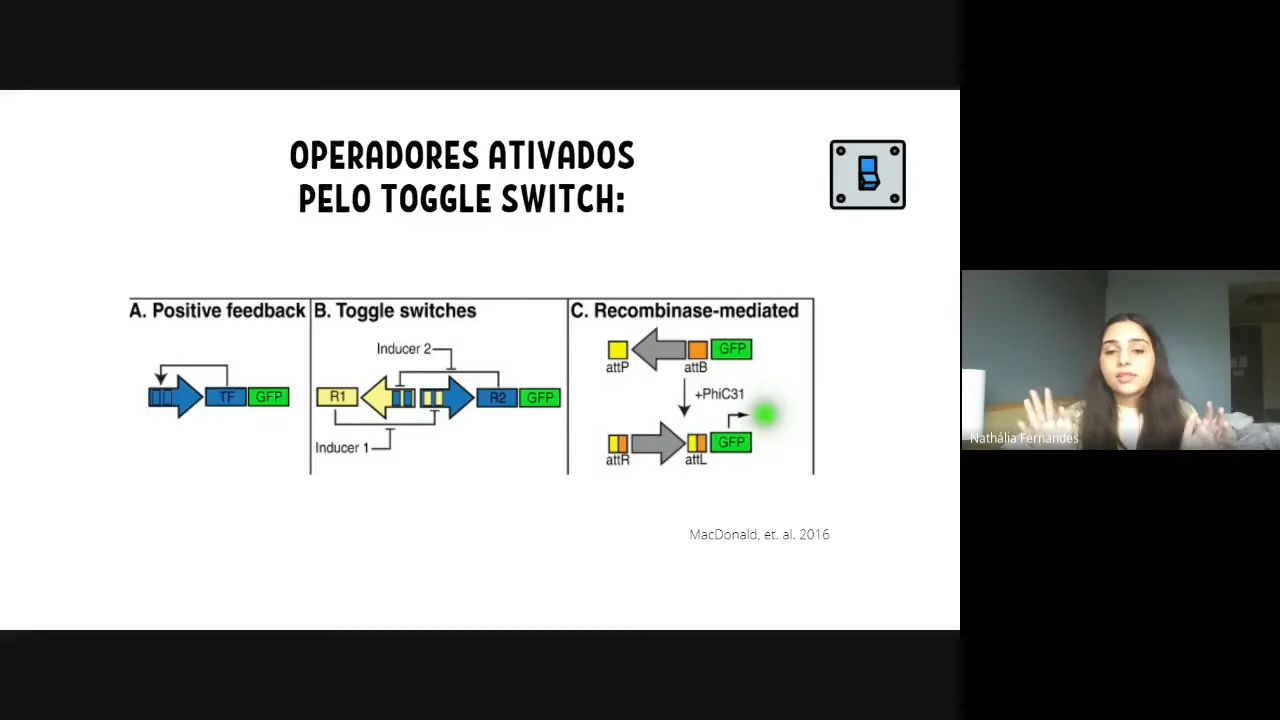 OPERADORES ATIVADOS
PELO TOGGLE SWITCH:
A. Positive feedback
TF
GFP
B. Toggle switches
Inducer 2
R1
R2
GFP
Inducer 1
C. Recombinase-mediated
GFP
attP
attB
+PhiC31
GFP
attR
attL
MacDonald, et. al. 2016
Nathália Fernandes